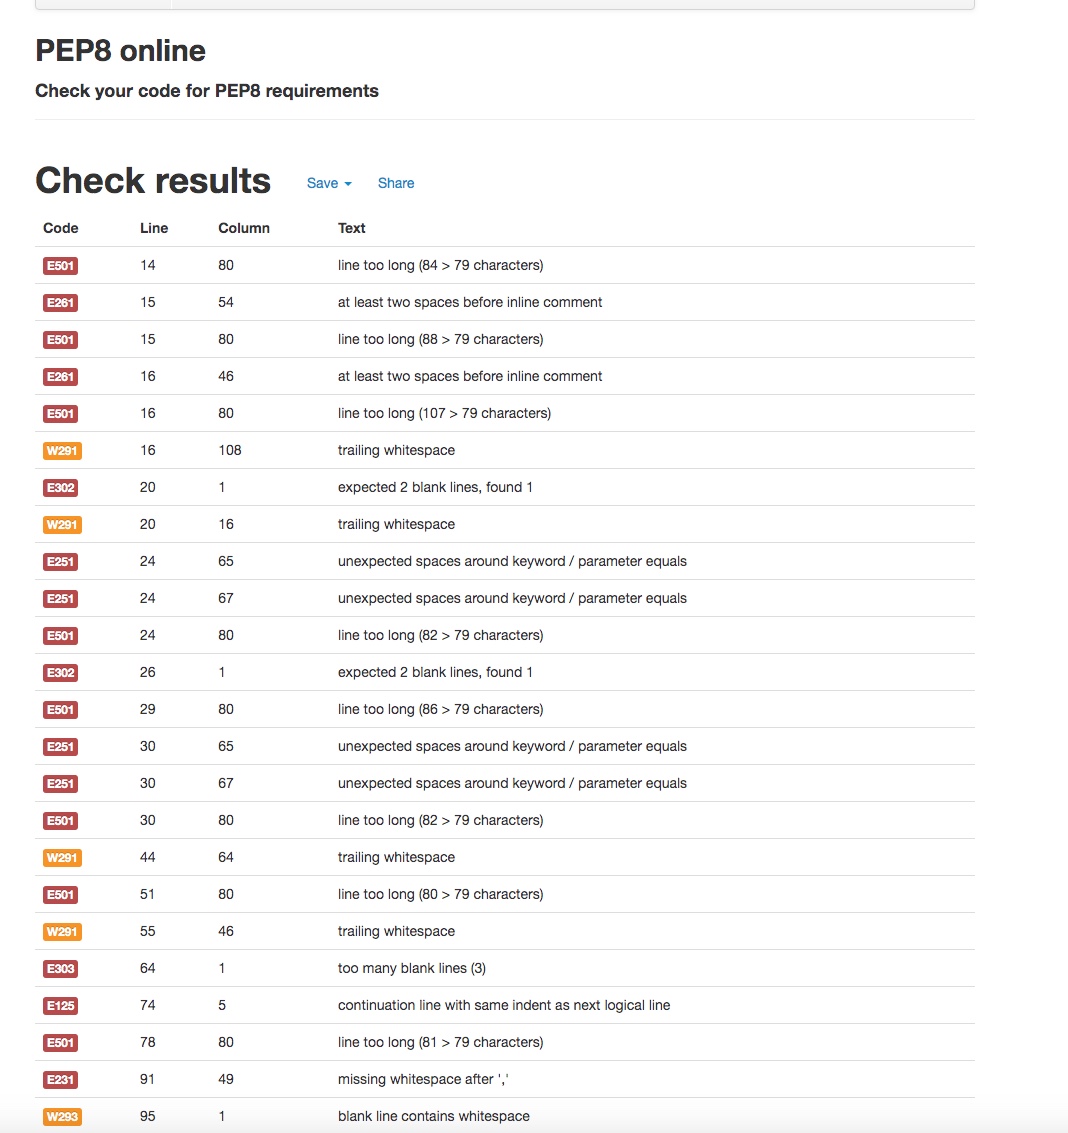 PEP8 online
Check your code for PEP8 requirements
Check results Save Share
Code Line Column Text
E501 14 80 line too long (84 > 79 characters)
E261 15 54 at least two spaces before inline comment
E501 15 80 line too long (88 > 79 characters)
E261 16 46 at least two spaces before inline comment
E501 16 80 line too long (107 > 79 characters)
W291 16 108 trailing whitespace
E302 20 1 expected 2 blank lines, found 1
W291 20 16 trailing whitespace
E251 24 65 unexpected spaces around keyword / parameter equals
E251 24 67 unexpected spaces around keyword / parameter equals
E501 24 80 line too long (82 > 79 characters)
E302 26 1 expected 2 blank lines, found 1
E501 29 80 line too long (86 > 79 characters)
E251 30 65 unexpected spaces around keyword / parameter equals
E251 30 67 unexpected spaces around keyword / parameter equals
E501 30 80 line too long (82 > 79 characters)
W291 44 64 trailing whitespace
E501 51 80 line too long (80 > 79 characters)
W291 55 46 trailing whitespace
E303 64 1 too many blank lines (3)
E125 74 5 continuation line with same indent as next logical line
E501 78 80 line too long (81 > 79 characters)
E231 91 49 missing whitespace after ','
W293 95 1 blank line contains whitespace